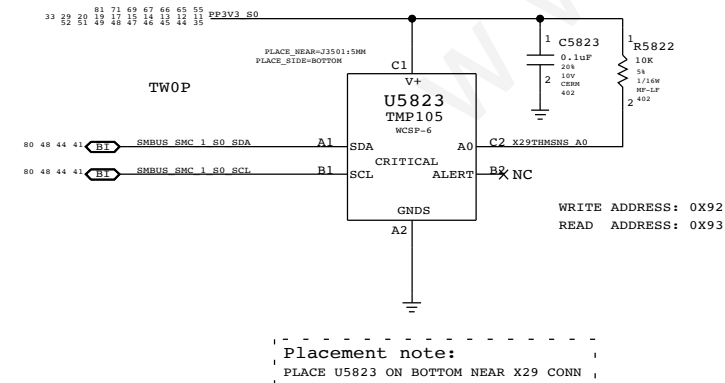 81 71 69 67 66 65 55
33 29 20 19 17 15 14 13 12 11 PP3V3_S0
52 51 49 48 47 46 45 44 35
PLACE_NEAR=J3501:5MM
PLACE_SIDE=BOTTOM
TW0P
C1
V+
U5823
TMP105
WCSP-6
1
C5823
0.1uF
20%
10V
CERM
402
2
1
R5822
10K
5%
1/16W
MF-LF
402
2
80 48 44 41 BI SMBUS_SMC_1_S0_SDA A1 SDA
A0 C2 X29THMSNS_A0
CRITICAL
80 48 44 41 BI SMBUS_SMC_1_S0_SCL B1 SCL
ALERT B2 NC
GNDS
A2
WRITE ADDRESS: 0X92
READ ADDRESS: 0X93
Placement note:
PLACE U5823 ON BOTTOM NEAR X29 CONN